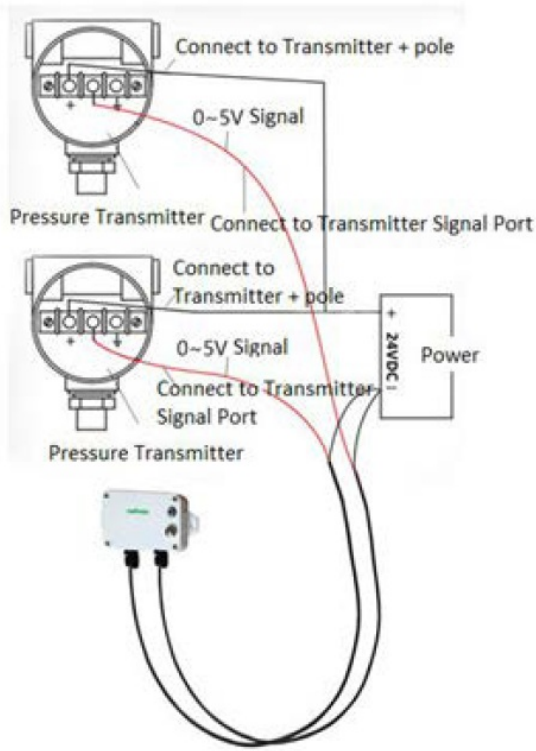 Connect to Transmitter + pole
+
0~5V Signal
Pressure Transmitter
Connect to Transmitter Signal Port
Connect to
Transmitter + pole
+
0~5V Signal
+ 24VDC -
Power
Connect to Transmitter
Signal Port
Pressure Transmitter